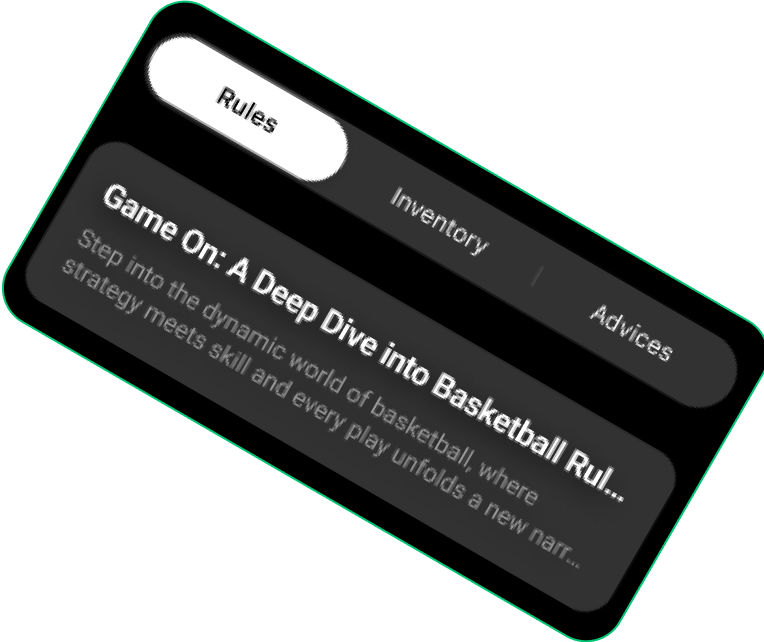 Rules
Inventory
Advices
Game On: A Deep Dive into Basketball Rul...
Step into the dynamic world of basketball, where
strategy meets skill and every play unfolds a new narr...